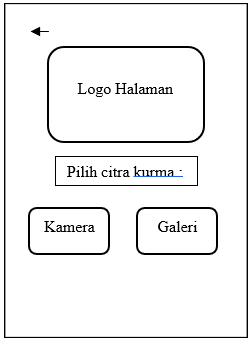 Logo Halaman
Pilih citra kurma :
Kamera
Galeri